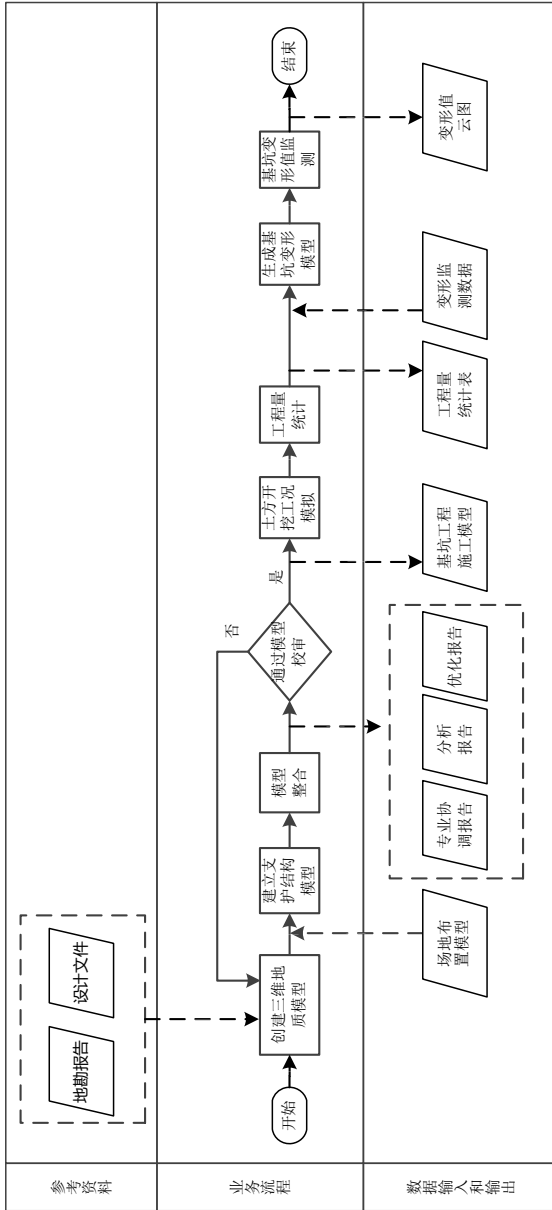 参考
资料
地勘报告
设计文件
业务
流程
开始
创建三维地
质模型
建立支
护结构
模型
模型
整合
通过模型
校审
否
是
土方开
挖工况
模拟
工程量
统计
生成基
坑变形
模型
基坑变
形值监
测
结束
数据
输入
和输
出
场地布
置模型
专业协
调报告
分析
报告
优化报告
基坑工程
施工模型
工程量
统计表
变形监
测数据
变形值
云图